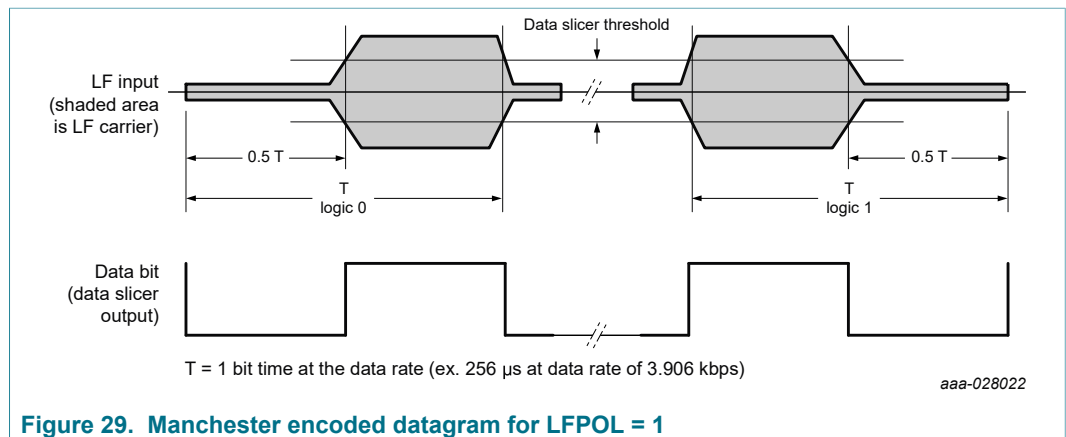 Data slicer threshold
LF input
(shaded area
is LF carrier)
0.5 T
0.5 T
T
logic 0
T
logic 1
Data bit
(data slicer
output)
T = 1 bit time at the data rate (ex. 256 µs at data rate of 3.906 kbps)
aaa-028022
Figure 29. Manchester encoded datagram for LFPOL = 1